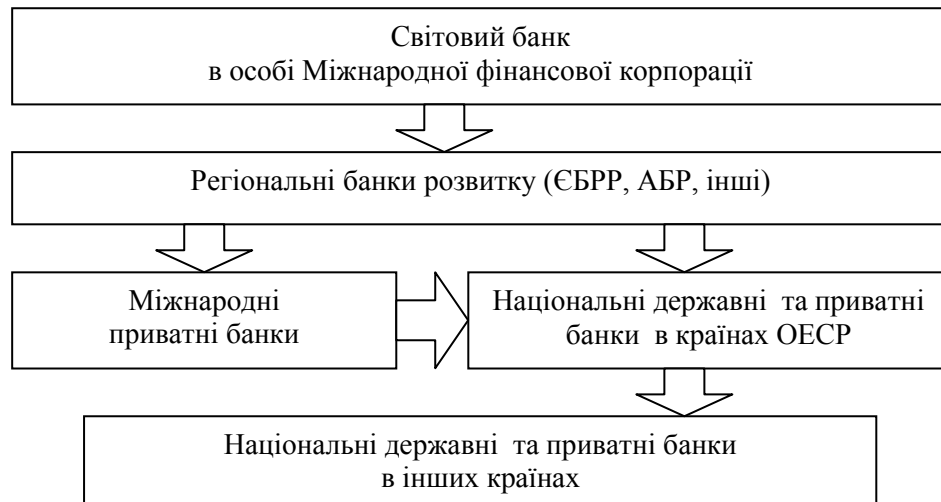 Світовий банк
в особі Міжнародної фінансової корпорації
Регіональні банки розвитку (ЄБРР, АБР, інші)
Міжнародні
приватні банки
Національні державні та приватні
банки в країнах ОЕСР
Національні державні та приватні банки
в інших країнах